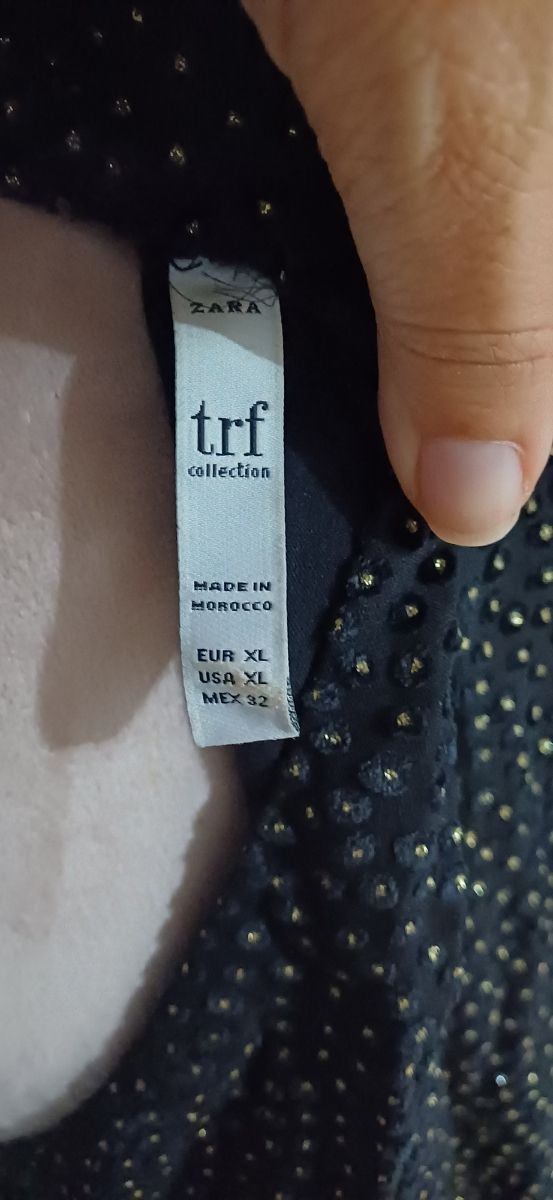 ZARA
trf
collection
MADE IN
MOROCCO
EUR XL
USA XL
MEX 32